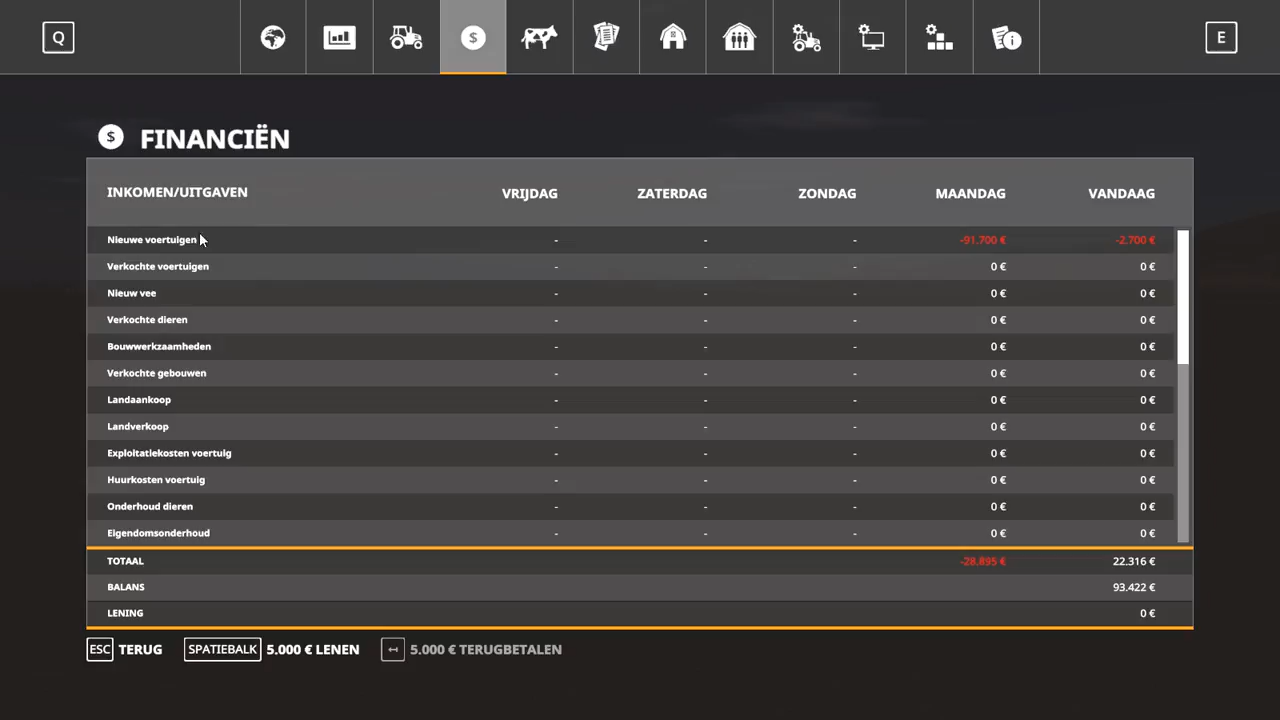 Q E
FINANCIËN
INKOMEN/UITGAVEN VRIJDAG ZATERDAG ZONDAG MAANDAG VANDAAG
Nieuwe voertuigen - - - -91.700 € -2.700 €
Verkochte voertuigen - - - 0 € 0 €
Nieuw vee - - - 0 € 0 €
Verkochte dieren - - - 0 € 0 €
Bouwwerkzaamheden - - - 0 € 0 €
Verkochte gebouwen - - - 0 € 0 €
Landaankoop - - - 0 € 0 €
Landverkoop - - - 0 € 0 €
Exploitatiekosten voertuig - - - 0 € 0 €
Huurkosten voertuig - - - 0 € 0 €
Onderhoud dieren - - - 0 € 0 €
Eigendomsonderhoud - - - 0 € 0 €
TOTAAL -28.895 € 22.316 €
BALANS 93.422 €
LENING 0 €
ESC TERUG SPATIEBALK 5.000 € LENEN 5.000 € TERUGBETALEN